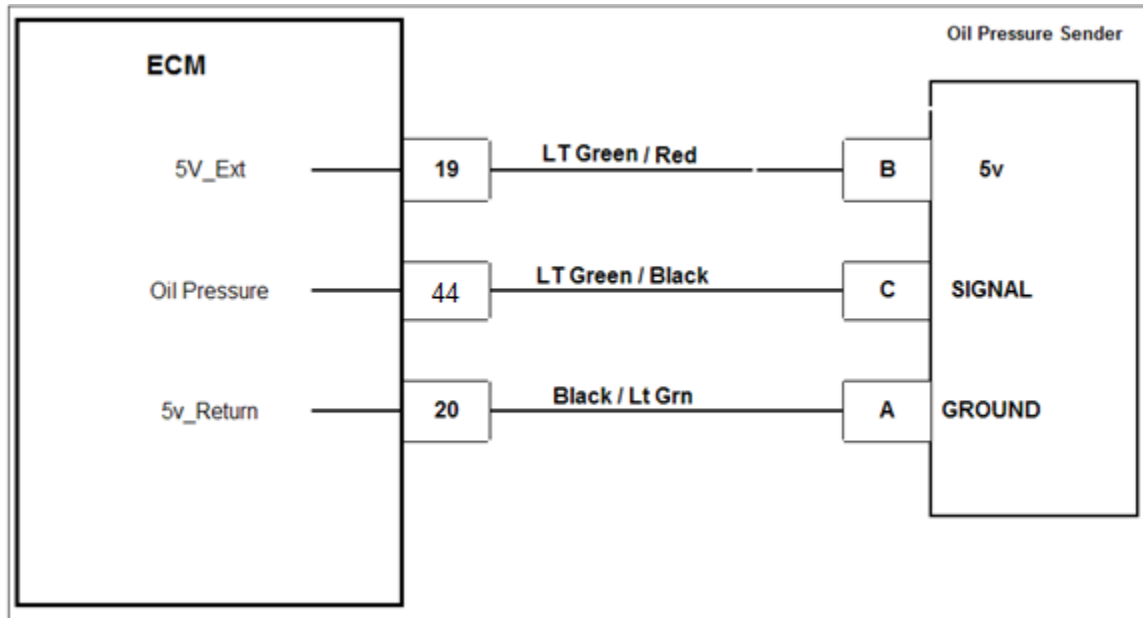 Oil Pressure Sender
ECM
5V_Ext
19
LT Green / Red
B
5v
Oil Pressure
44
LT Green / Black
C
SIGNAL
5v_Return
20
Black / Lt Grn
A
GROUND